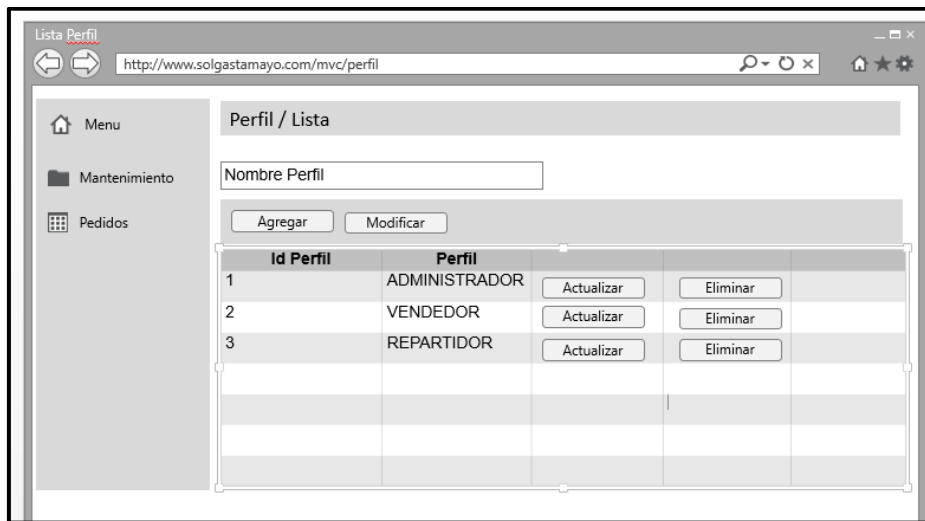 Lista Perfil
http://www.solgastamayo.com/mvc/perfil
Menu
Mantenimiento
Pedidos
Perfil / Lista
Nombre Perfil
Agregar Modificar
Id Perfil Perfil
1 ADMINISTRADOR Actualizar Eliminar
2 VENDEDOR Actualizar Eliminar
3 REPARTIDOR Actualizar Eliminar